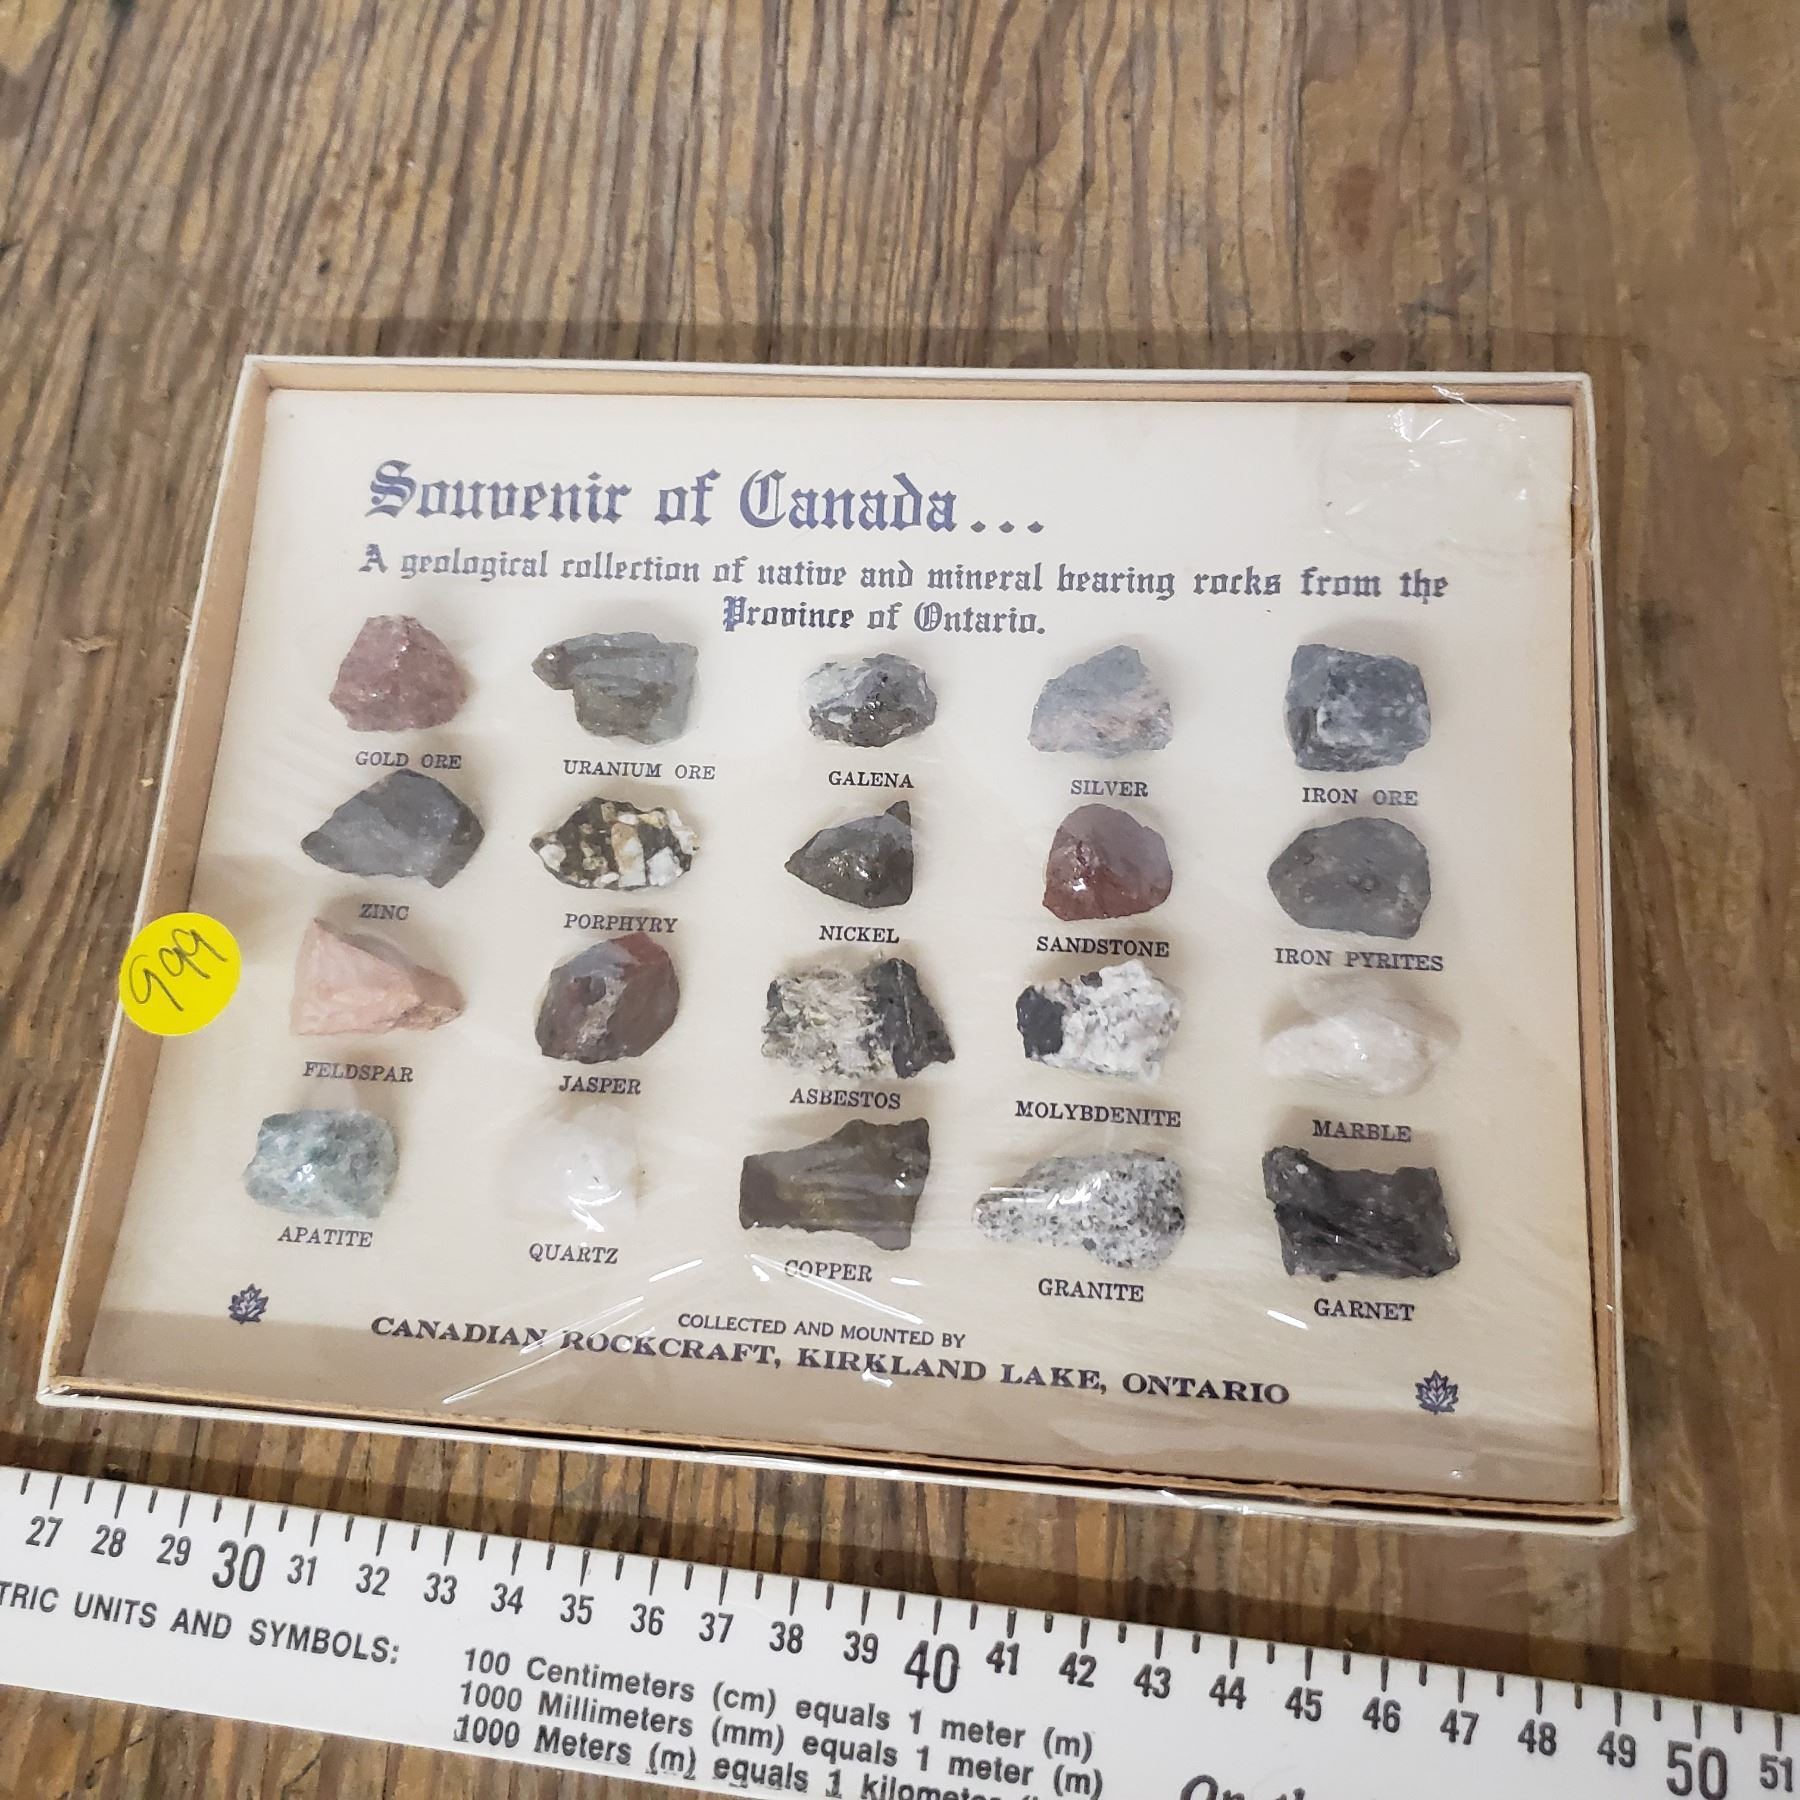 Souvenir of Canada...
A geological collection of native and mineral bearing rocks from the
Province of Ontario.
GOLD ORE URANIUM ORE GALENA SILVER IRON ORE
ZINC PORPHYRY NICKEL SANDSTONE IRON PYRITES
999
FELDSPAR JASPER ASBESTOS MOLYBDENITE MARBLE
APATITE QUARTZ COPPER GRANITE GARNET
COLLECTED AND MOUNTED BY
CANADIAN ROCKCRAFT, KIRKLAND LAKE, ONTARIO
27 28 29 30 31 32 33 34 35 36 37 38 39 40 41 42 43 44 45 46 47 48 49 50 51
TRIC UNITS AND SYMBOLS:
100 Centimeters (cm) equals 1 meter (m)
1000 Millimeters (mm) equals 1 meter (m)
1000 Meters (m) equals 1 kilometer